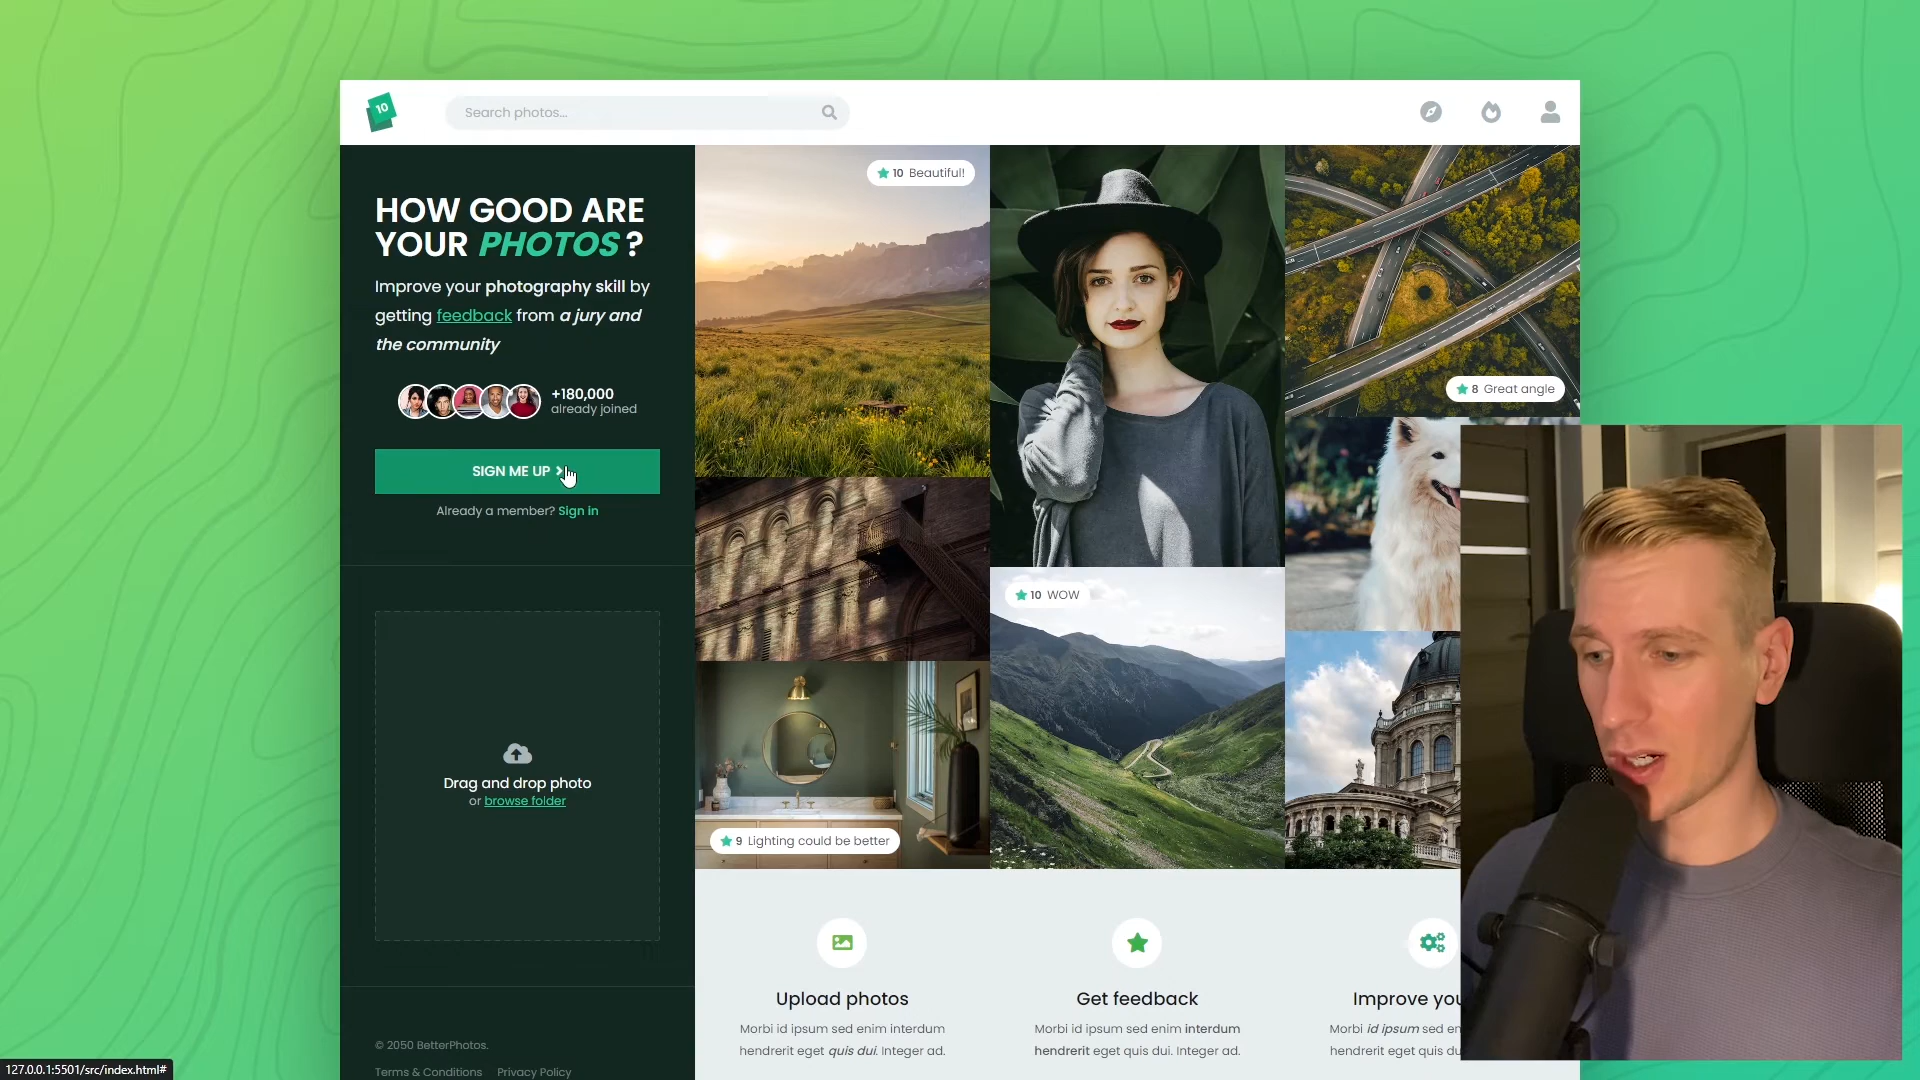 10
Search photos...
HOW GOOD ARE
YOUR PHOTOS ?
Improve your photography skill by
getting feedback from a jury and
the community
+180,000
already joined
SIGN ME UP
Already a member? Sign in
Drag and drop photo
or browse folder
© 2050 BetterPhotos.
Terms & Conditions Privacy Policy
10 Beautiful!
8 Great angle
10 WOW
9 Lighting could be better
Upload photos
Morbi id ipsum sed enim interdum
hendrerit eget quis dui. Integer ad.
Get feedback
Morbi id ipsum sed enim interdum
hendrerit eget quis dui. Integer ad.
Improve
Morbi id ipsum sed
hendrerit eget quis
127.0.0.1:5501/src/index.html#